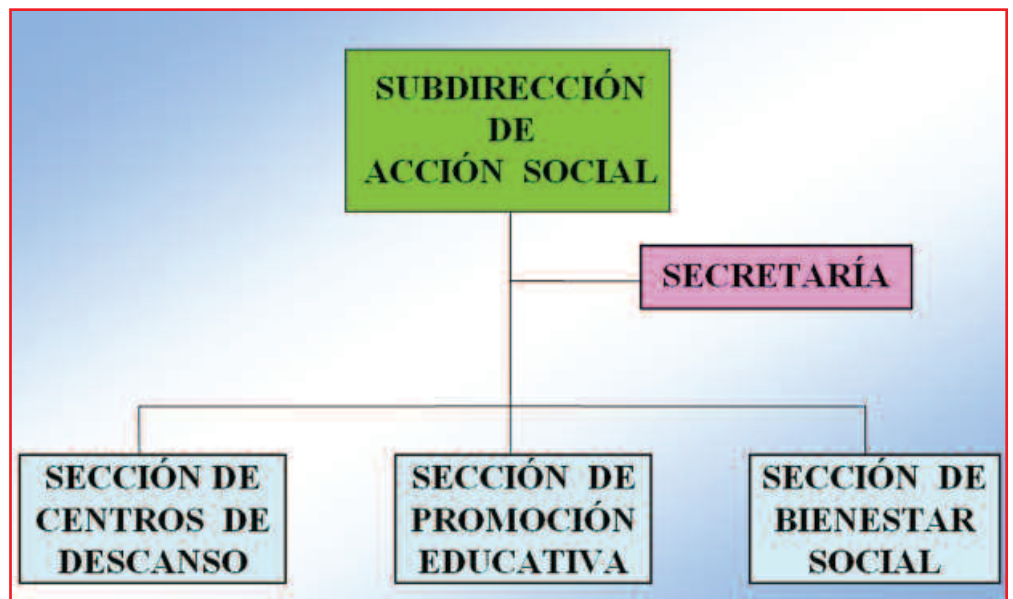 SUBDIRECCIÓN
DE
ACCIÓN SOCIAL
SECRETARÍA
SECCIÓN DE
CENTROS DE
DESCANSO
SECCIÓN DE
PROMOCIÓN
EDUCATIVA
SECCIÓN DE
BIENESTAR
SOCIAL